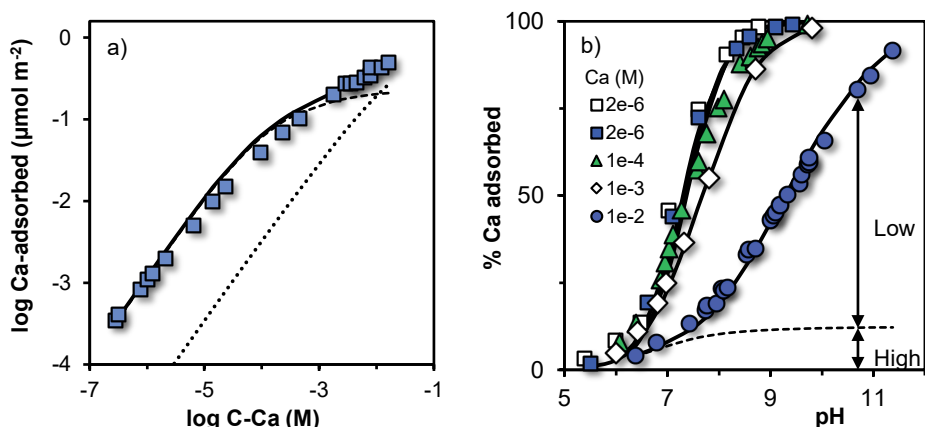 a)
log Ca-adsorbed (µmol m⁻²)
0
-1
-2
-3
-4
-7
-5
-3
-1
log C-Ca (M)
b)
% Ca adsorbed
100
50
0
Ca (M)
2e-6
2e-6
1e-4
1e-3
1e-2
Low
High
5
7
9
11
pH